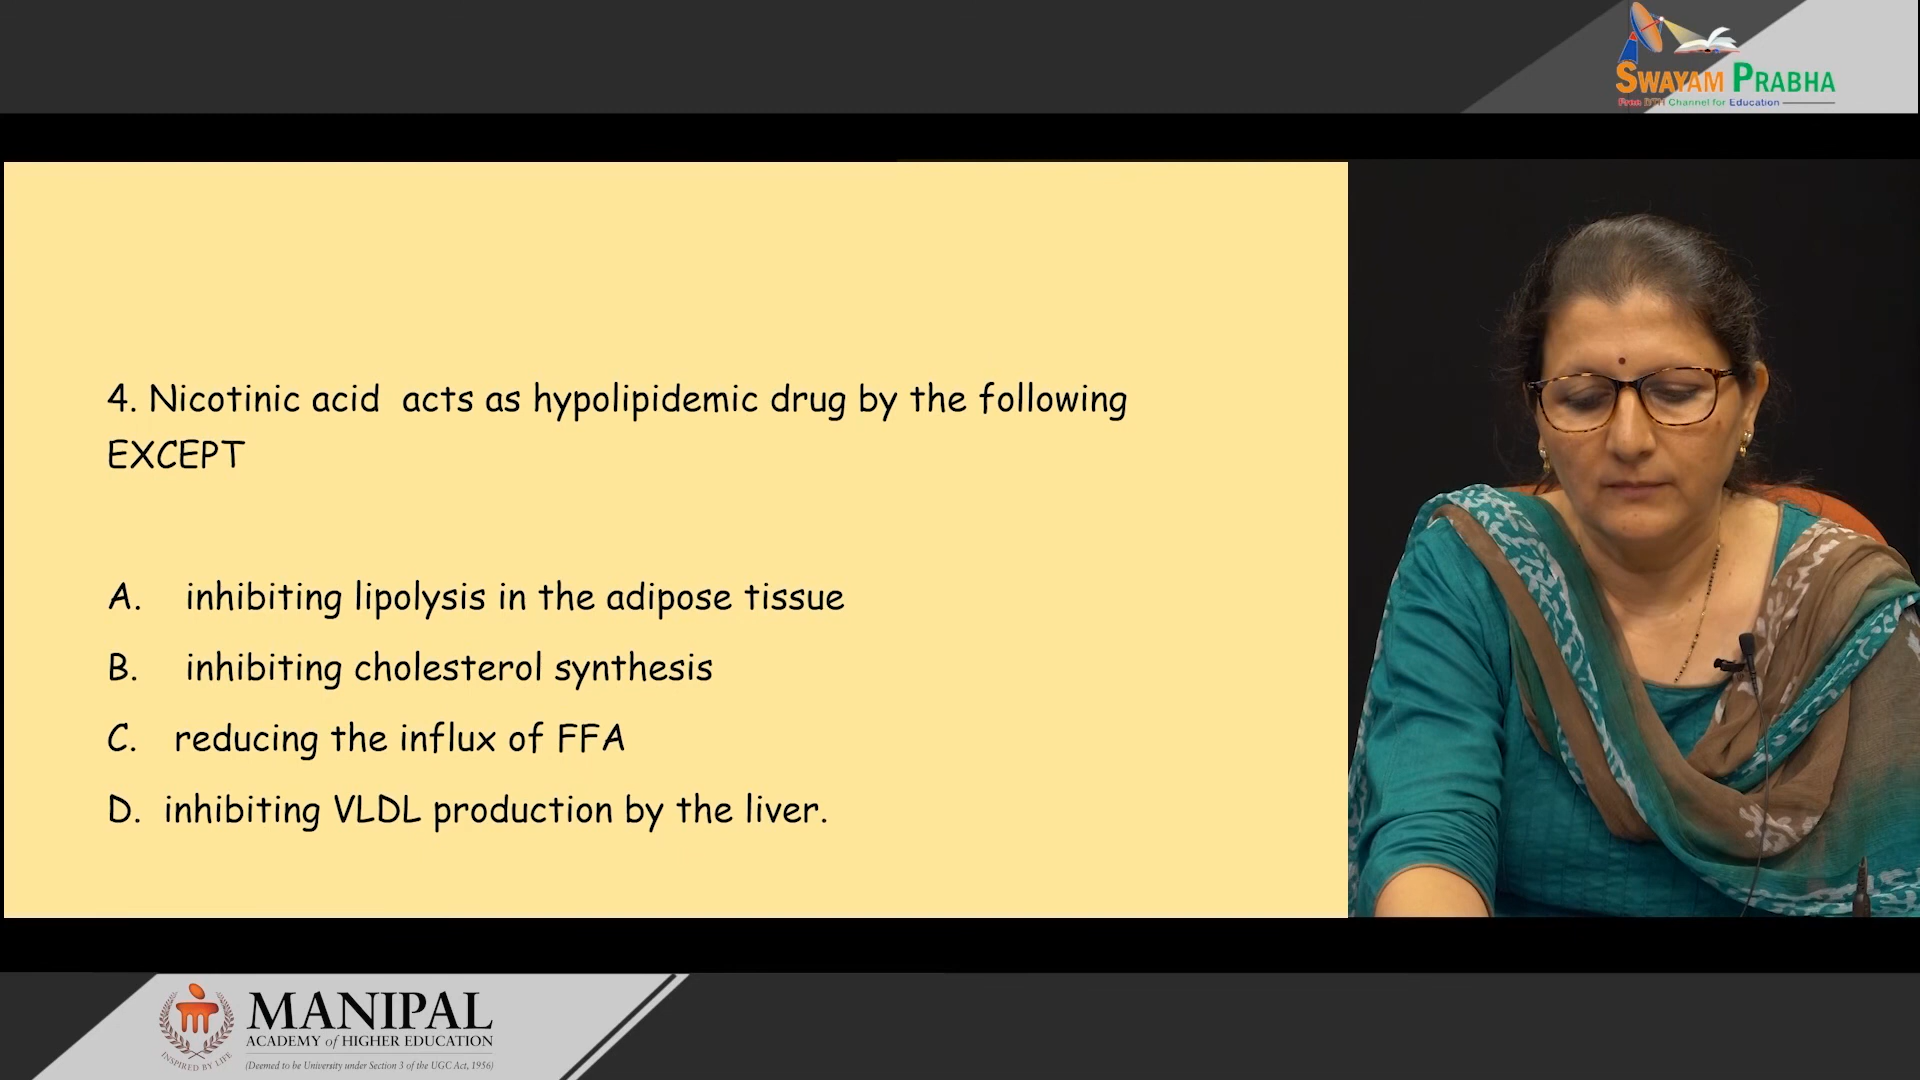 SWAYAM PRABHA
Free DTH Channel for Education
4. Nicotinic acid acts as hypolipidemic drug by the following
EXCEPT
A. inhibiting lipolysis in the adipose tissue
B. inhibiting cholesterol synthesis
C. reducing the influx of FFA
D. inhibiting VLDL production by the liver.
INSPIRED BY LIFE
MANIPAL
ACADEMY of HIGHER EDUCATION
(Deemed to be University under Section 3 of the UGC Act, 1956)